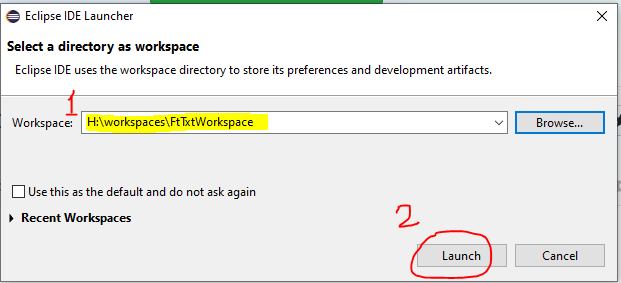 Eclipse IDE Launcher
Select a directory as workspace
Eclipse IDE uses the workspace directory to store its preferences and development artifacts.
1
Workspace: H:\workspaces\FtTxtWorkspace Browse...
Use this as the default and do not ask again
Recent Workspaces
2
Launch Cancel